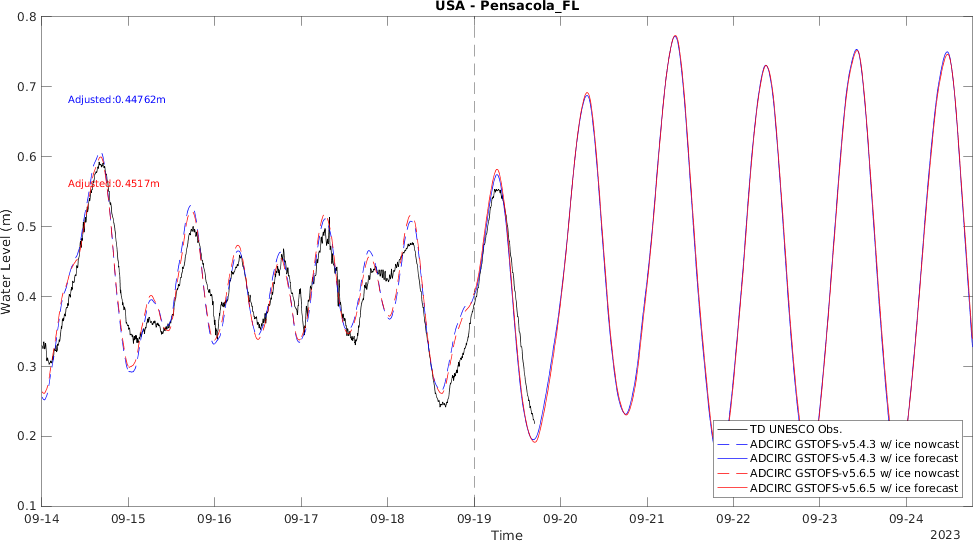 USA - Pensacola_FL
0.8
0.7
0.6
0.5
0.4
0.3
0.2
0.1
Water Level (m)
Adjusted:0.44762m
Adjusted:0.4517m
TD UNESCO Obs.
ADCIRC GSTOFS-v5.4.3 w/ ice nowcast
ADCIRC GSTOFS-v5.4.3 w/ ice forecast
ADCIRC GSTOFS-v5.6.5 w/ ice nowcast
ADCIRC GSTOFS-v5.6.5 w/ ice forecast
09-14 09-15 09-16 09-17 09-18 09-19 09-20 09-21 09-22 09-23 09-24
Time
2023